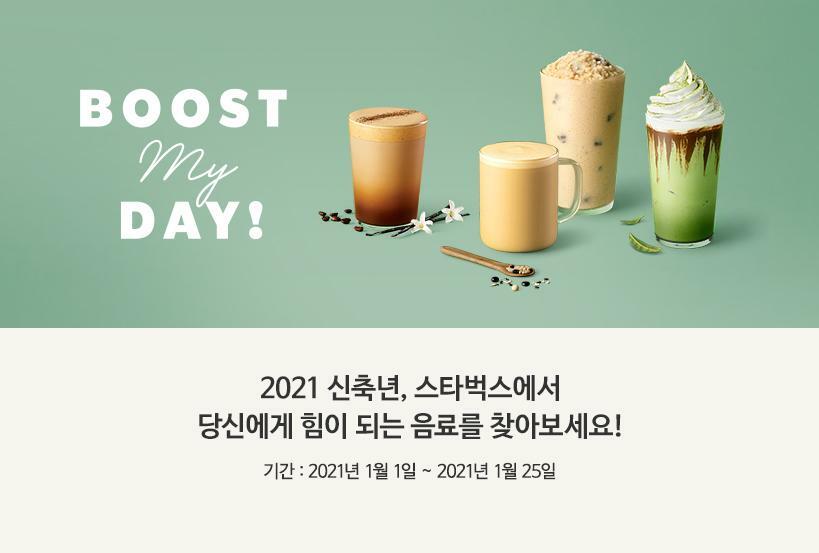 BOOST
My
DAY!
2021 신축년, 스타벅스에서
당신에게 힘이 되는 음료를 찾아보세요!
기간 : 2021년 1월 1일 ~ 2021년 1월 25일